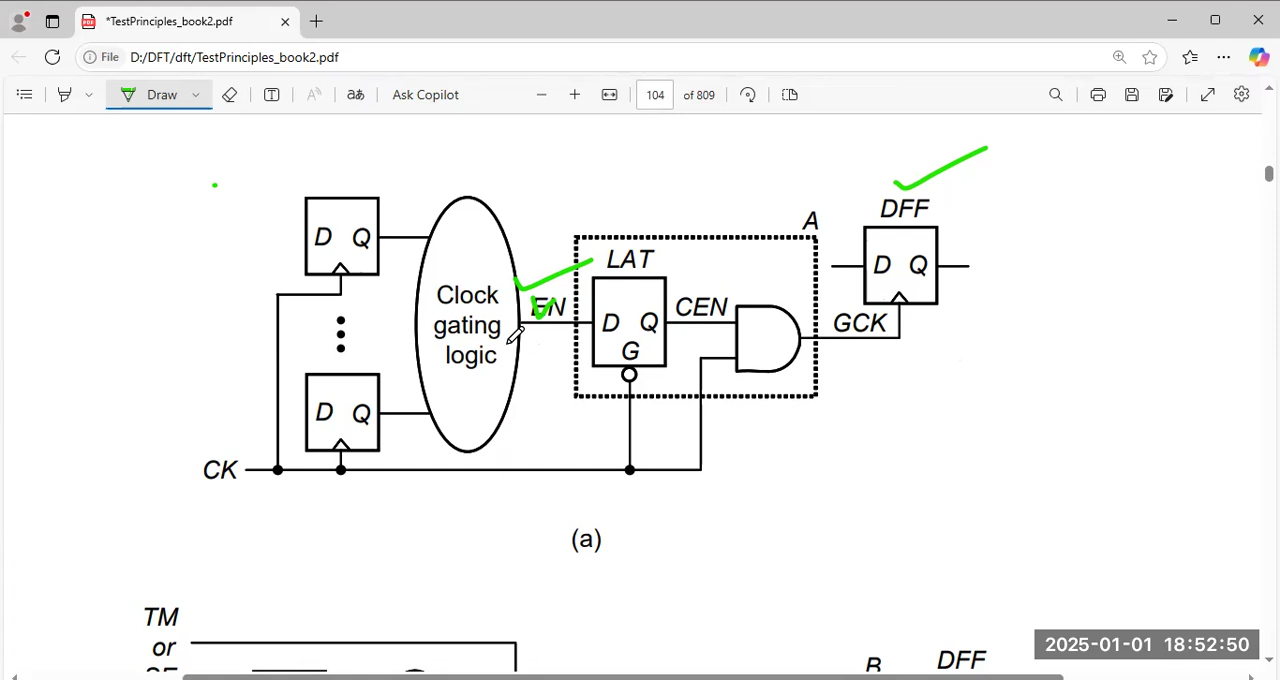 *TestPrinciples_book2.pdf
File D:/DFT/dft/TestPrinciples_book2.pdf
Draw Ask Copilot 104 of 809
DFF
A
D Q
LAT
D Q
Clock
gating
logic
EN
D Q
G
CEN
GCK
D Q
CK
(a)
TM
or
B DFF
2025-01-01 18:52:50